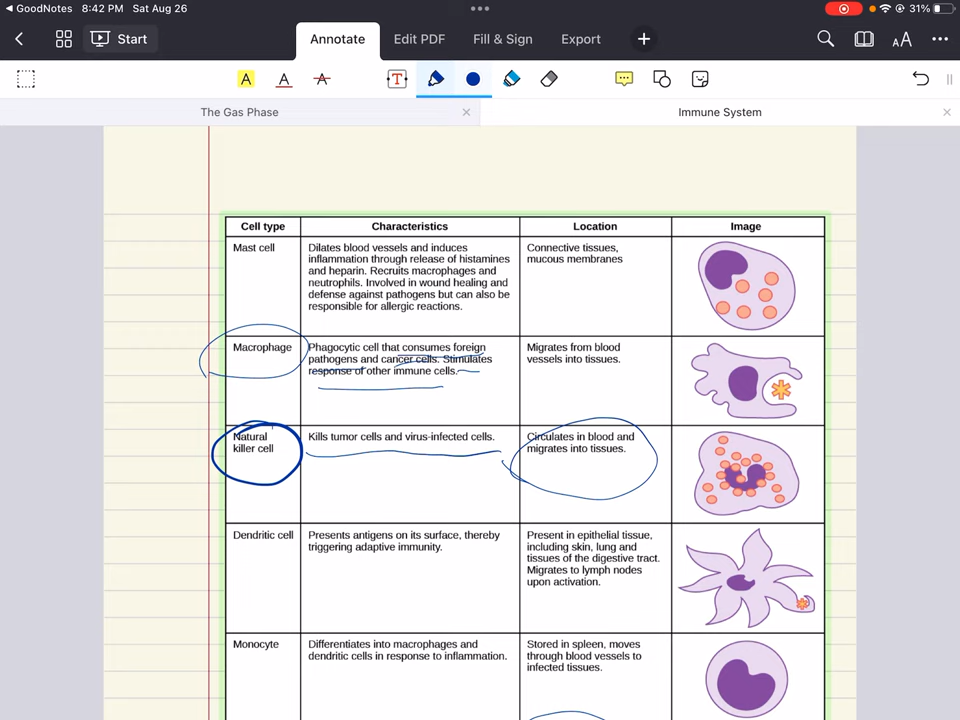 GoodNotes 8:42 PM Sat Aug 26 31%
Start Annotate Edit PDF Fill & Sign Export
The Gas Phase Immune System
Cell type Characteristics Location Image
Mast cell
Dilates blood vessels and induces
inflammation through release of histamines
and heparin. Recruits macrophages and
neutrophils. Involved in wound healing and
defense against pathogens but can also be
responsible for allergic reactions.
Connective tissues,
mucous membranes
Macrophage
Phagocytic cell that consumes foreign
pathogens and cancer cells. Stimulates
response of other immune cells.
Migrates from blood
vessels into tissues.
Natural
killer cell
Kills tumor cells and virus-infected cells.
Circulates in blood and
migrates into tissues.
Dendritic cell
Presents antigens on its surface, thereby
triggering adaptive immunity.
Present in epithelial tissue,
including skin, lung and
tissues of the digestive tract.
Migrates to lymph nodes
upon activation.
Monocyte
Differentiates into macrophages and
dendritic cells in response to inflammation.
Stored in spleen, moves
through blood vessels to
infected tissues.